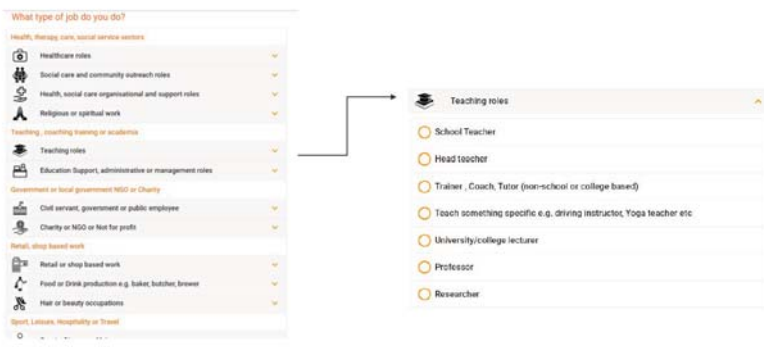 What type of job do you do?
Health, therapy, care, social service sectors
Healthcare roles
Social care and community outreach roles
Health, social care organisational and support roles
Religious or spiritual work
Teaching , coaching training or academia
Teaching roles
Education Support, administrative or management roles
Government or local government NGO or Charity
Civil servant, government or public employee
Charity or NGO or Not for profit
Retail, shop based work
Retail or shop based work
Food or Drink production e.g. baker, butcher, brewer
Hair or beauty occupations
Sport, Leisure, Hospitality or Travel
Teaching roles
School Teacher
Head teacher
Trainer , Coach, Tutor (non-school or college based)
Teach something specific e.g. driving instructor, Yoga teacher etc
University/college lecturer
Professor
Researcher